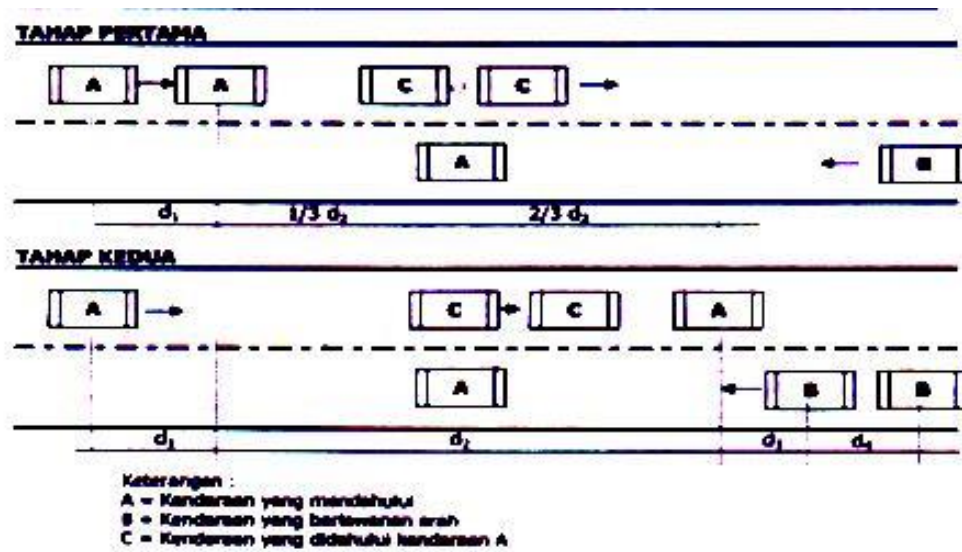 TAHAP PERTAMA
A A C C
A B
d₁ 1/3 d₂ 2/3 d₂
TAHAP KEDUA
A C C A
A B B
d₁ d₂ d₃ d₄
Keterangan :
A = Kendaraan yang mendahului
B = Kendaraan yang berlawanan arah
C = Kendaraan yang didahului kendaraan A